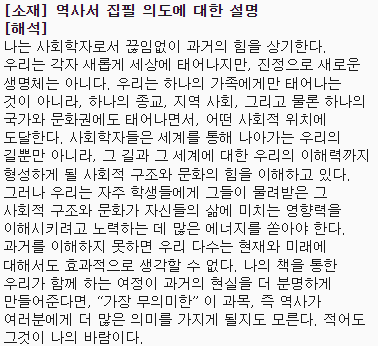 [소재] 역사서 집필 의도에 대한 설명
[해석]
나는 사회학자로서 끊임없이 과거의 힘을 상기한다.
우리는 각자 새롭게 세상에 태어나지만, 진정으로 새로운
생명체는 아니다. 우리는 하나의 가족에게만 태어나는
것이 아니라, 하나의 종교, 지역 사회, 그리고 물론 하나의
국가와 문화권에도 태어나면서, 어떤 사회적 위치에
도달한다. 사회학자들은 세계를 통해 나아가는 우리의
길뿐만 아니라, 그 길과 그 세계에 대한 우리의 이해력까지
형성하게 될 사회적 구조와 문화의 힘을 이해하고 있다.
그러나 우리는 자주 학생들에게 그들이 물려받은 그
사회적 구조와 문화가 자신들의 삶에 미치는 영향력을
이해시키려고 노력하는 데 많은 에너지를 쏟아야 한다.
과거를 이해하지 못하면 우리 다수는 현재와 미래에
대해서도 효과적으로 생각할 수 없다. 나의 책을 통한
우리가 함께 하는 여정이 과거의 현실을 더 분명하게
만들어준다면, “가장 무의미한” 이 과목, 즉 역사가
여러분에게 더 많은 의미를 가지게 될지도 모른다. 적어도
그것이 나의 바람이다.